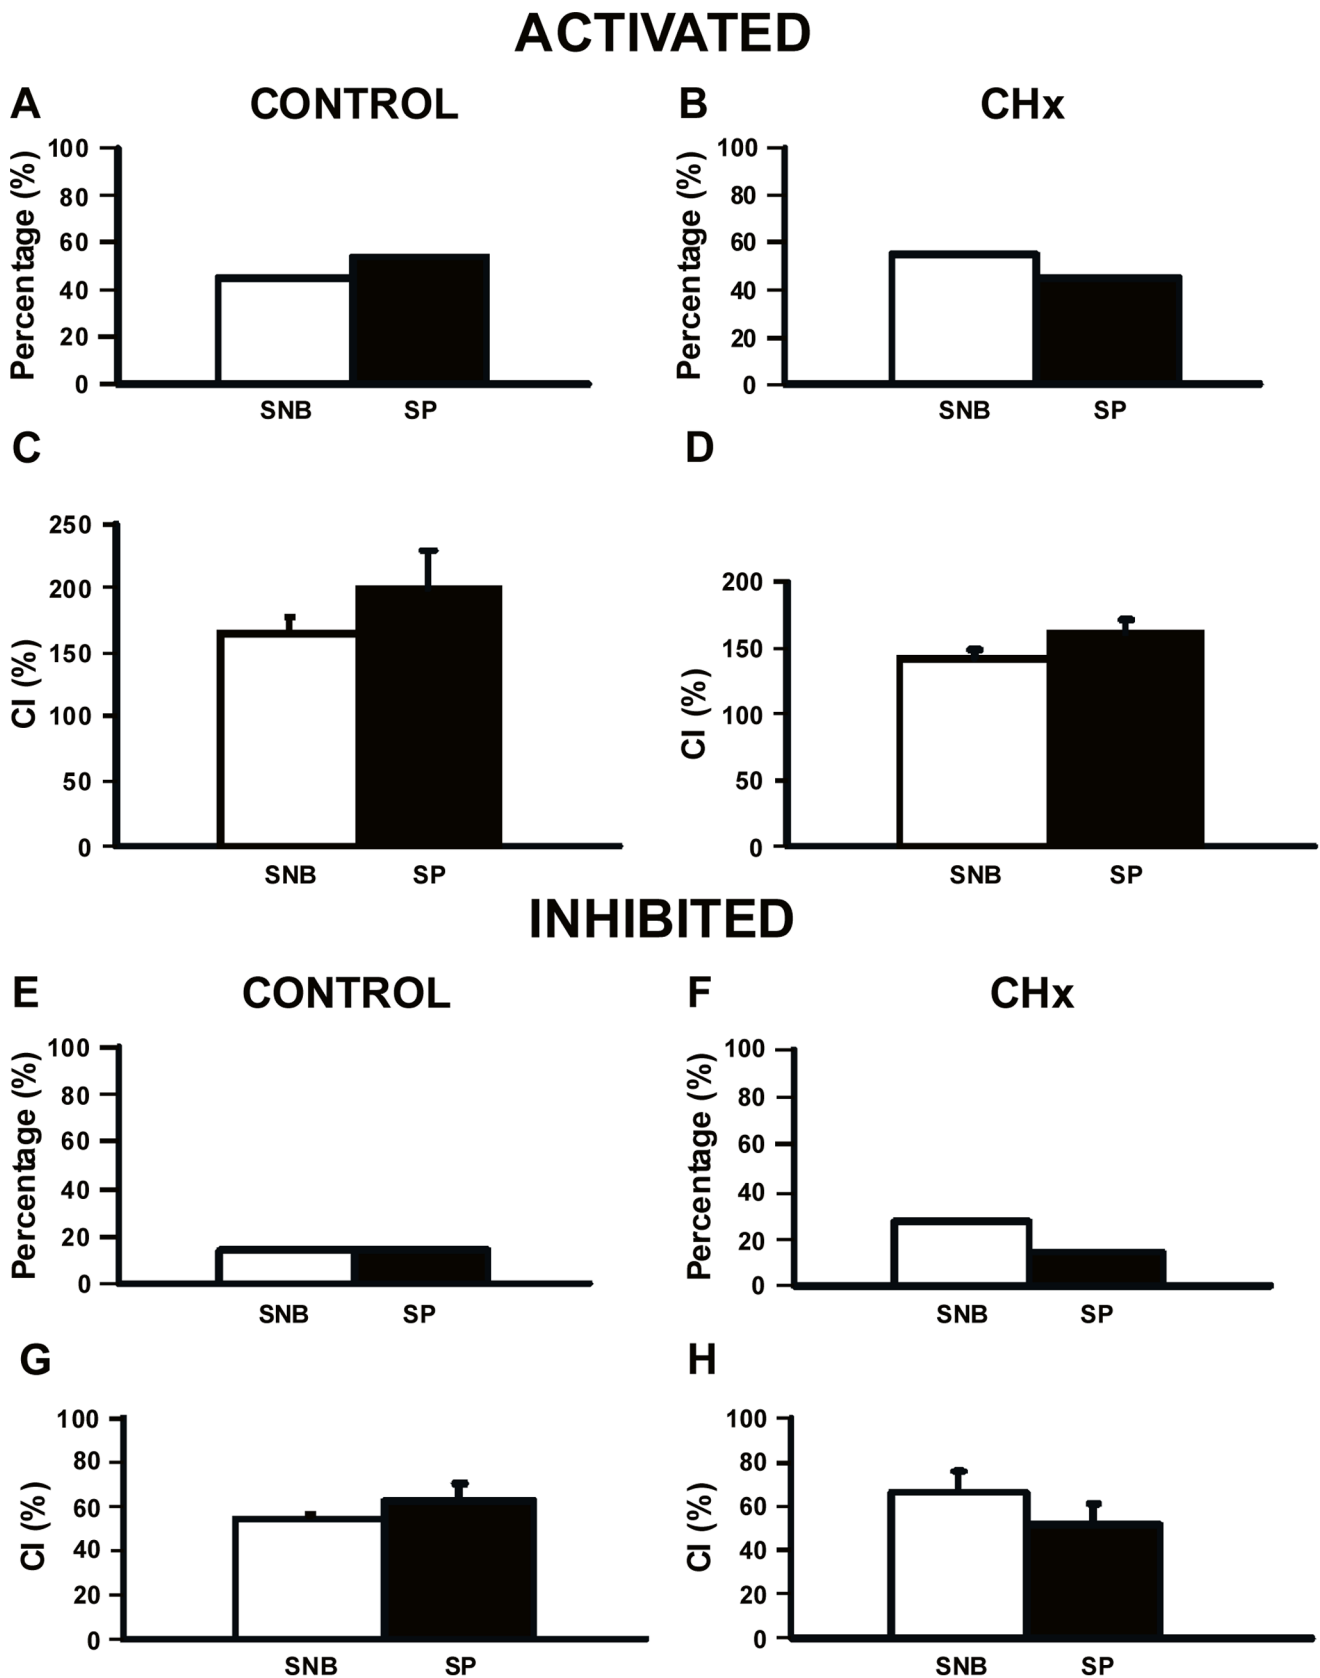 ACTIVATED
A CONTROL
Percentage (%)
100
80
60
40
20
0
SNB SP
B CHx
Percentage (%)
100
80
60
40
20
0
SNB SP
C
CI (%)
250
200
150
100
50
0
SNB SP
D
CI (%)
200
150
100
50
0
SNB SP
INHIBITED
E CONTROL
Percentage (%)
100
80
60
40
20
0
SNB SP
F CHx
Percentage (%)
100
80
60
40
20
0
SNB SP
G
CI (%)
100
80
60
40
20
0
SNB SP
H
CI (%)
100
80
60
40
20
0
SNB SP